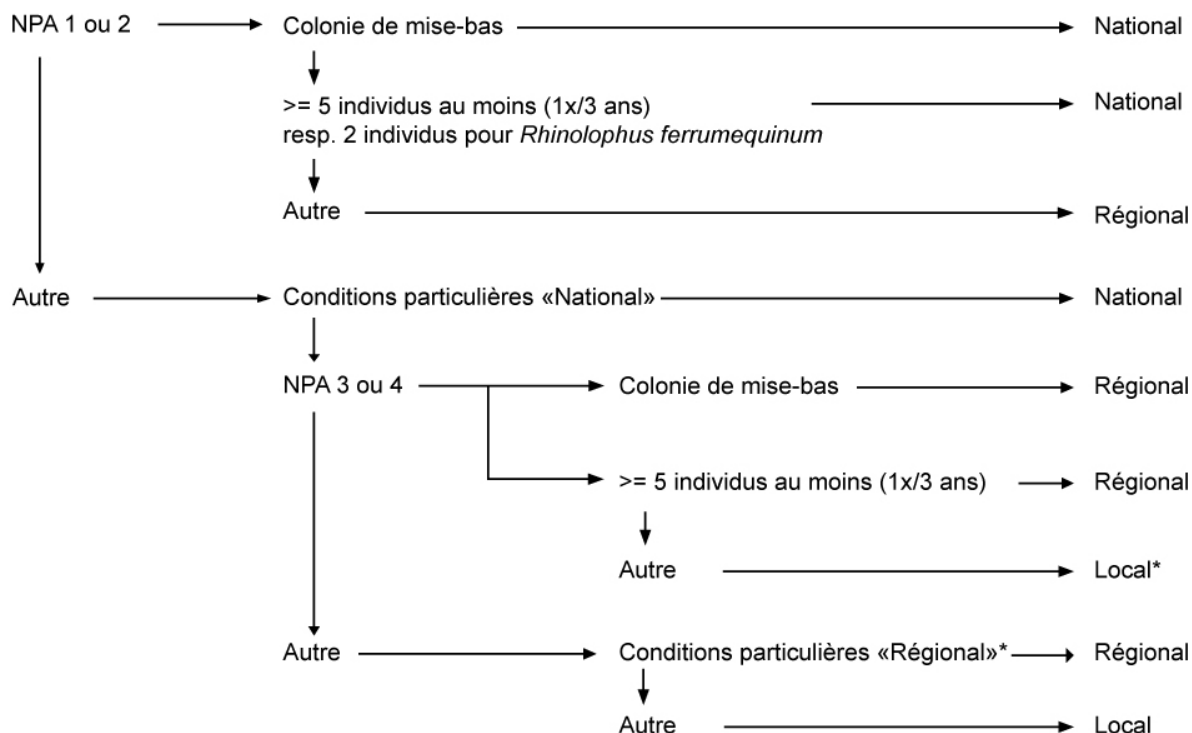 NPA 1 ou 2 Colonie de mise-bas National
>= 5 individus au moins (1x/3 ans) National
resp. 2 individus pour Rhinolophus ferrumequinum
Autre Régional
Autre Conditions particulières «National» National
NPA 3 ou 4 Colonie de mise-bas Régional
>= 5 individus au moins (1x/3 ans) Régional
Autre Local*
Autre Conditions particulières «Régional»* Régional
Autre Local